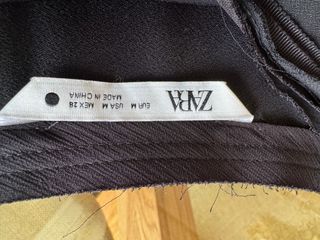 ZARA
EUR M
USA M
MEX 28
MADE IN CHINA